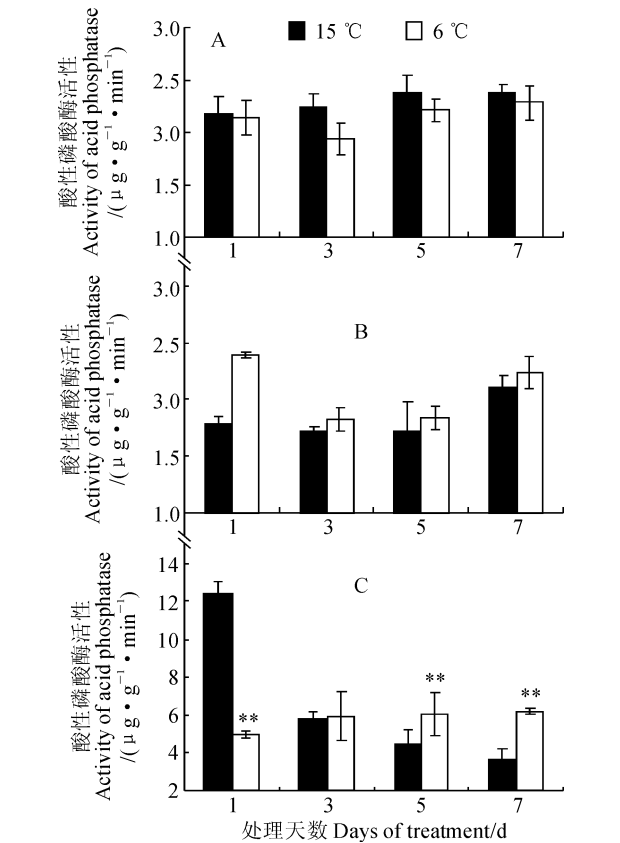 A
15 ℃
6 ℃
酸性磷酸酶活性
Activity of acid phosphatase
/(μg•g⁻¹•min⁻¹)
3.0
2.5
3.0
1.5
1.0
1
3
5
7
B
酸性磷酸酶活性
Activity of acid phosphatase
/(μg•g⁻¹•min⁻¹)
3.0
2.5
3.0
1.5
1.0
1
3
5
7
C
酸性磷酸酶活性
Activity of acid phosphatase
/(μg•g⁻¹•min⁻¹)
14
12
10
8
6
4
2
**
**
**
1
3
5
7
处理天数 Days of treatment/d